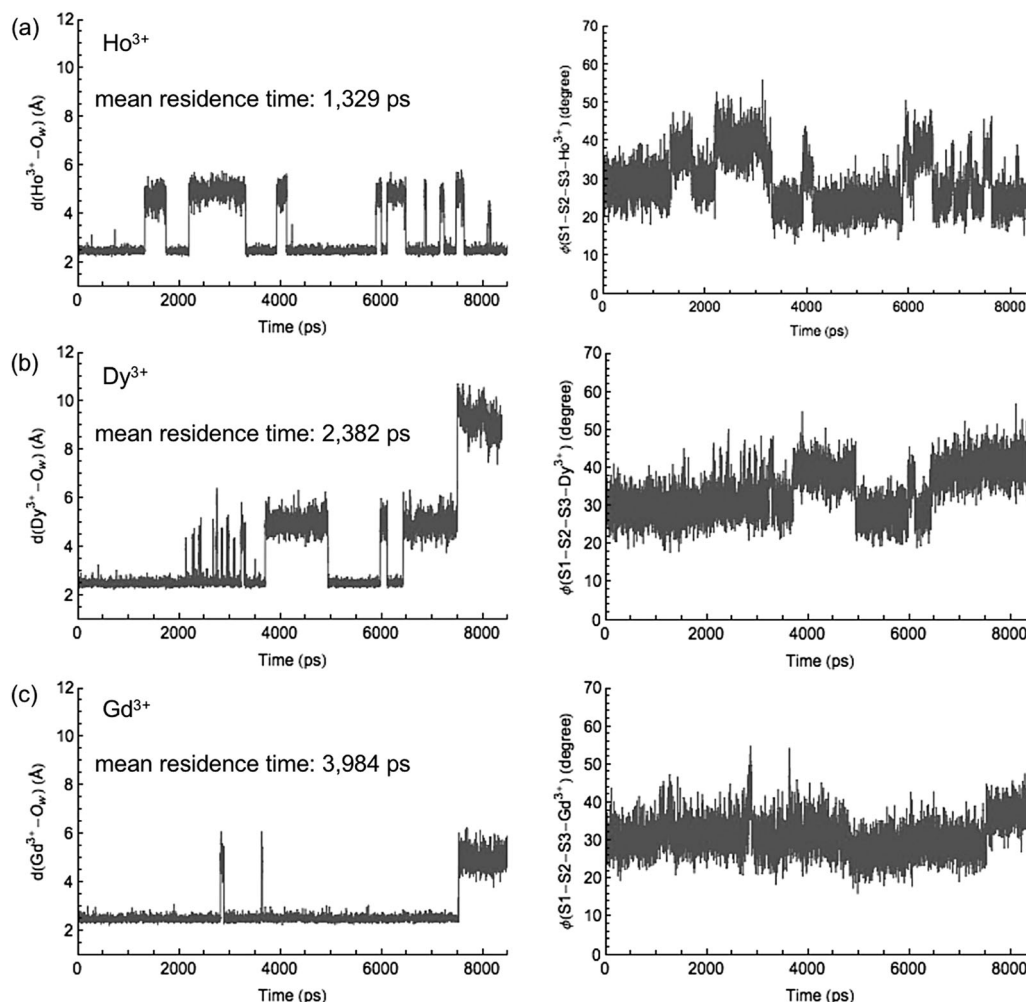 (a)
Ho3+
mean residence time: 1,329 ps
d(Ho3+−Ow) (Å)
12
10
8
6
4
2
0 2000 4000 6000 8000
Time (ps)
ϕ(S1−S2−S3−Ho3+) (degree)
70
60
50
40
30
20
10
0
0 2000 4000 6000 8000
Time (ps)
(b)
Dy3+
mean residence time: 2,382 ps
d(Dy3+−Ow) (Å)
12
10
8
6
4
2
0 2000 4000 6000 8000
Time (ps)
ϕ(S1−S2−S3−Dy3+) (degree)
70
60
50
40
30
20
10
0
0 2000 4000 6000 8000
Time (ps)
(c)
Gd3+
mean residence time: 3,984 ps
d(Gd3+−Ow) (Å)
12
10
8
6
4
2
0 2000 4000 6000 8000
Time (ps)
ϕ(S1−S2−S3−Gd3+) (degree)
70
60
50
40
30
20
10
0
0 2000 4000 6000 8000
Time (ps)